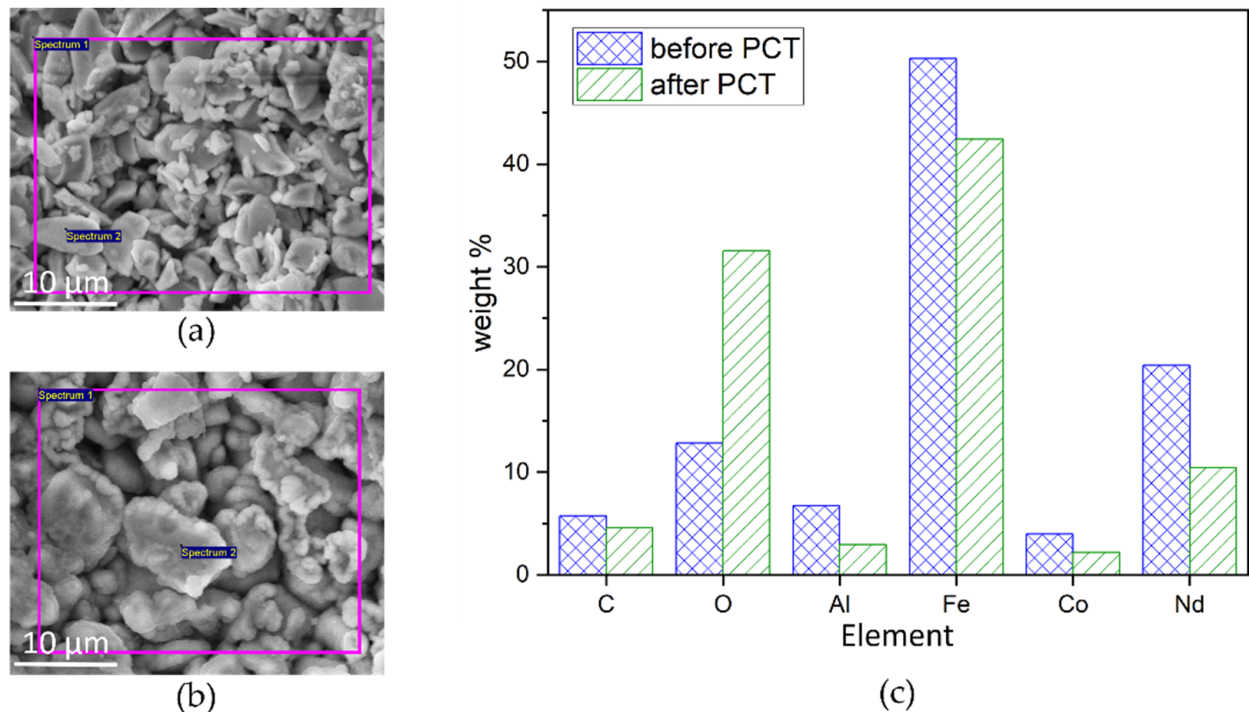 Spectrum 1
Spectrum 2
10 µm
(a)
Spectrum 1
Spectrum 2
10 µm
(b)
before PCT
after PCT
weight %
50
40
30
20
10
0
C O Al Fe Co Nd
Element
(c)